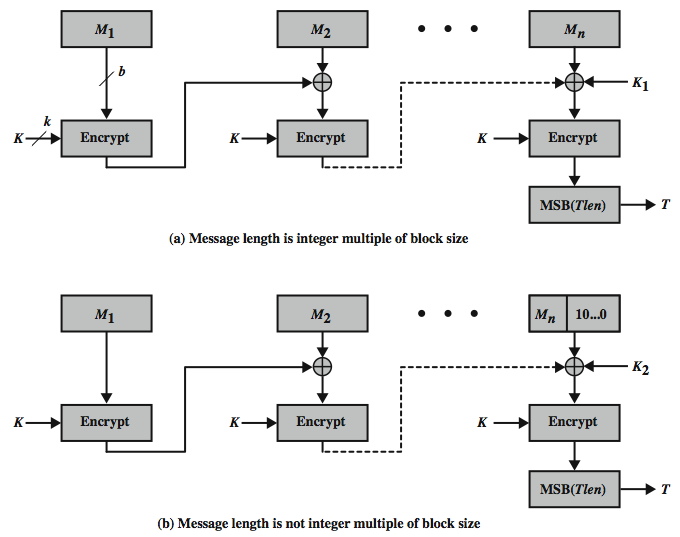 M1 M2 • • • Mn
b
K1
k
K Encrypt K Encrypt K Encrypt
MSB(Tlen) T
(a) Message length is integer multiple of block size
M1 M2 • • • Mn 10...0
K2
K Encrypt K Encrypt K Encrypt
MSB(Tlen) T
(b) Message length is not integer multiple of block size